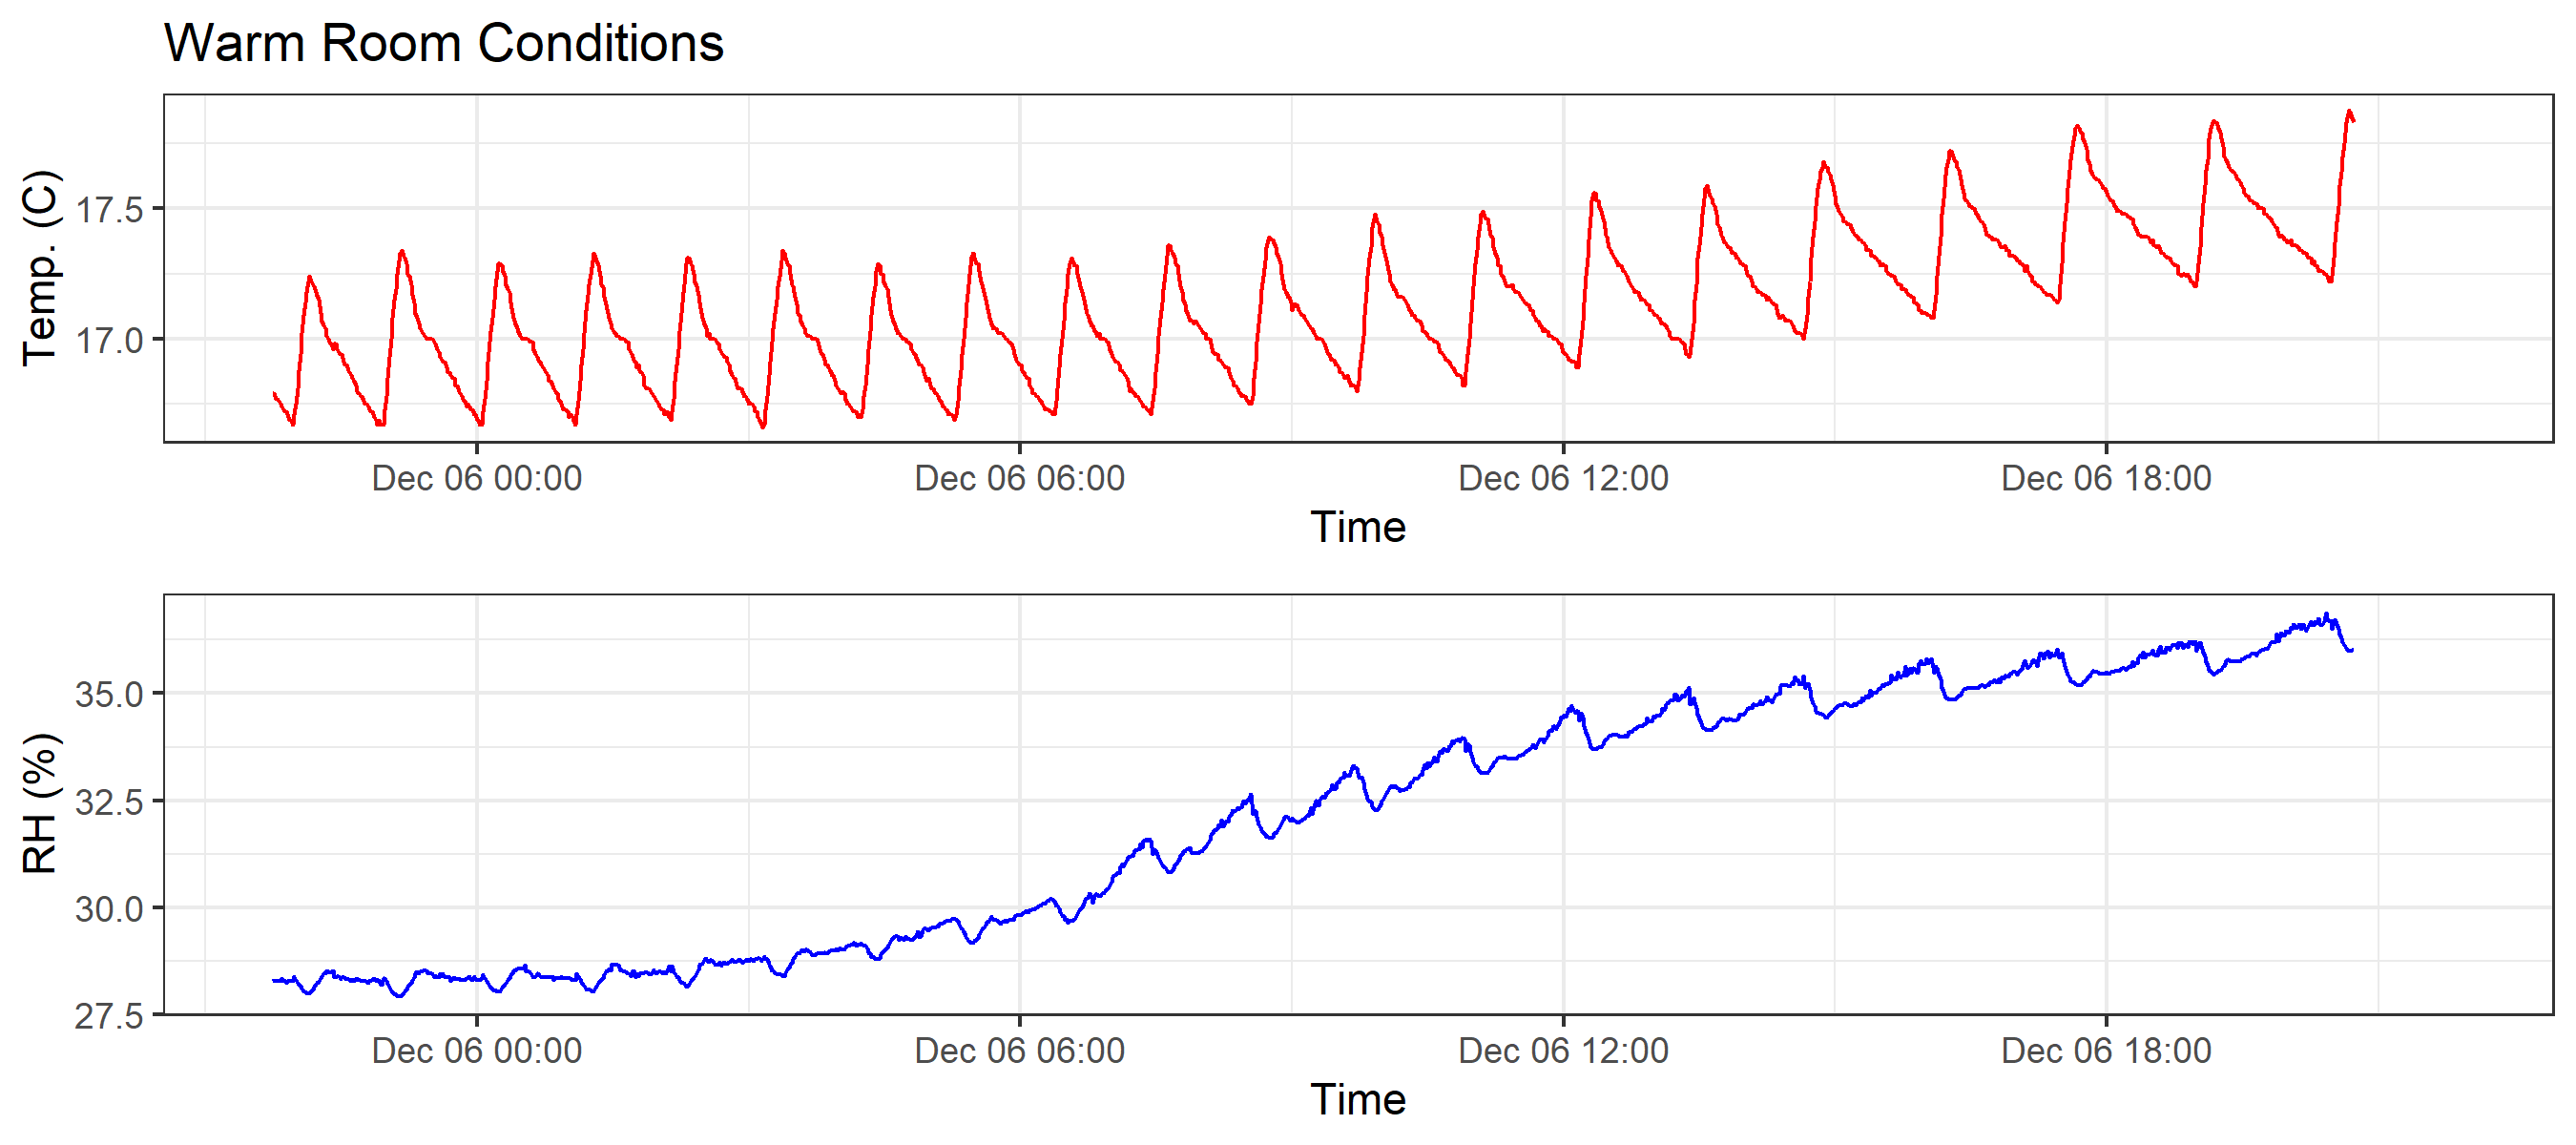 Warm Room Conditions
Temp. (C)
17.5
17.0
Dec 06 00:00 Dec 06 06:00 Dec 06 12:00 Dec 06 18:00
Time
RH (%)
35.0
32.5
30.0
27.5
Dec 06 00:00 Dec 06 06:00 Dec 06 12:00 Dec 06 18:00
Time